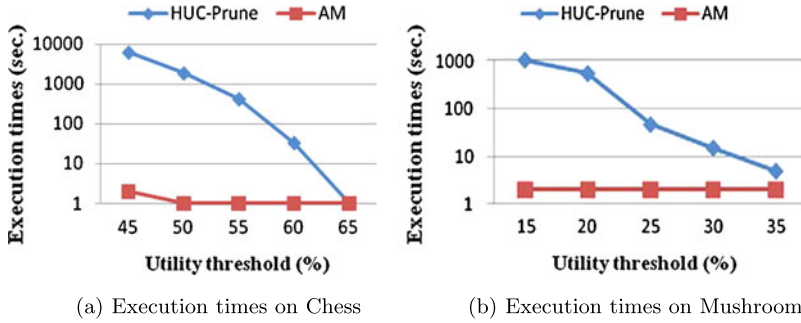 HUC-Prune AM
Execution times (sec.)
10000
1000
100
10
1
45 50 55 60 65
Utility threshold (%)
(a) Execution times on Chess
HUC-Prune AM
Execution times (sec.)
1000
100
10
1
15 20 25 30 35
Utility threshold (%)
(b) Execution times on Mushroom